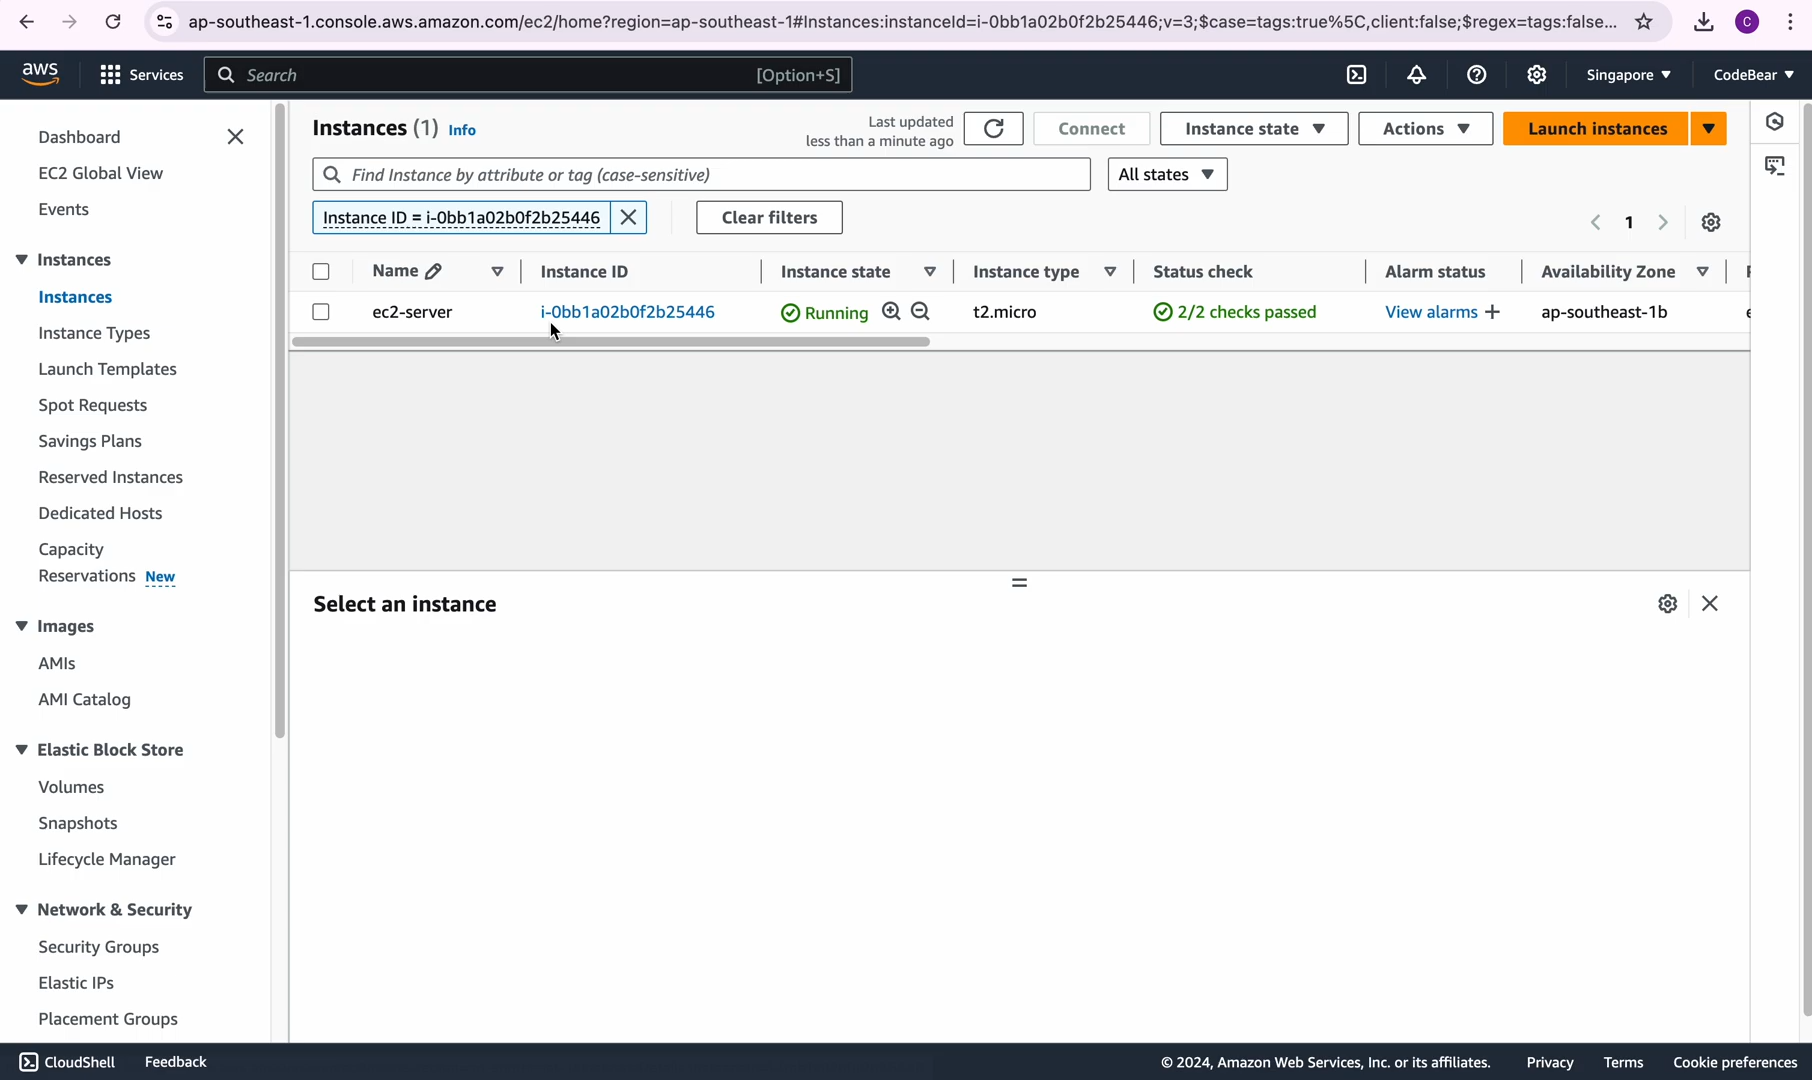 ap-southeast-1.console.aws.amazon.com/ec2/home?region=ap-southeast-1#Instances:instanceId=i-0bb1a02b0f2b25446;v=3;$case=tags:true%5C,client:false;$regex=tags:false...
C
aws
Services
Search
[Option+S]
Singapore
CodeBear
Dashboard
EC2 Global View
Events
Instances
Instances
Instance Types
Launch Templates
Spot Requests
Savings Plans
Reserved Instances
Dedicated Hosts
Capacity
Reservations New
Images
AMIs
AMI Catalog
Elastic Block Store
Volumes
Snapshots
Lifecycle Manager
Network & Security
Security Groups
Elastic IPs
Placement Groups
Instances (1) Info
Last updated
less than a minute ago
Connect
Instance state
Actions
Launch instances
Find Instance by attribute or tag (case-sensitive)
All states
Instance ID = i-0bb1a02b0f2b25446
Clear filters
1
Name Instance ID Instance state Instance type Status check Alarm status Availability Zone
ec2-server i-0bb1a02b0f2b25446 Running t2.micro 2/2 checks passed View alarms ap-southeast-1b
Select an instance
CloudShell Feedback
© 2024, Amazon Web Services, Inc. or its affiliates. Privacy Terms Cookie preferences